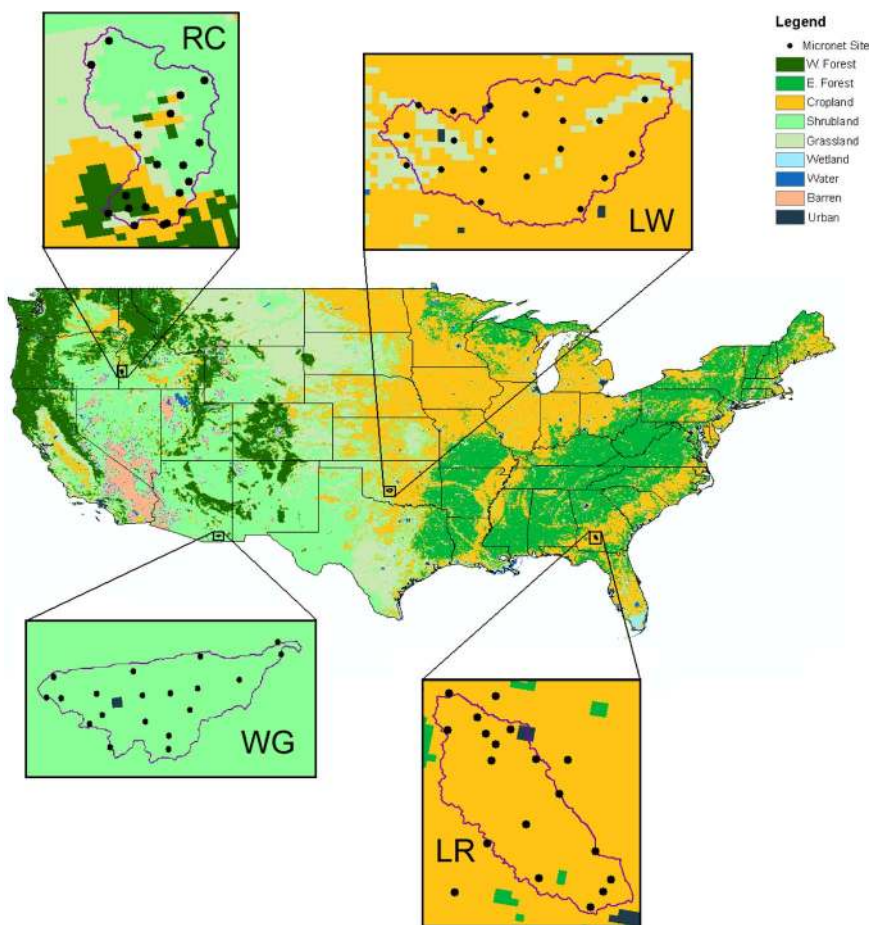 RC
LW
Legend
Micronet Site
W. Forest
E. Forest
Cropland
Shrubland
Grassland
Wetland
Water
Barren
Urban
WG
LR